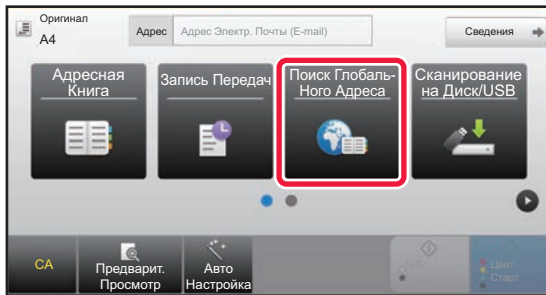 Оригинал
A4
Адрес
Адрес Электр. Почты (E-mail)
Сведения
Адресная
Книга
Запись Передач
Поиск Глобаль-
Ного Адреса
Сканирование
на Диск/USB
CA
Предварит.
Просмотр
Авто
Настройка
Ч/Б
Старт
Цвет
Старт